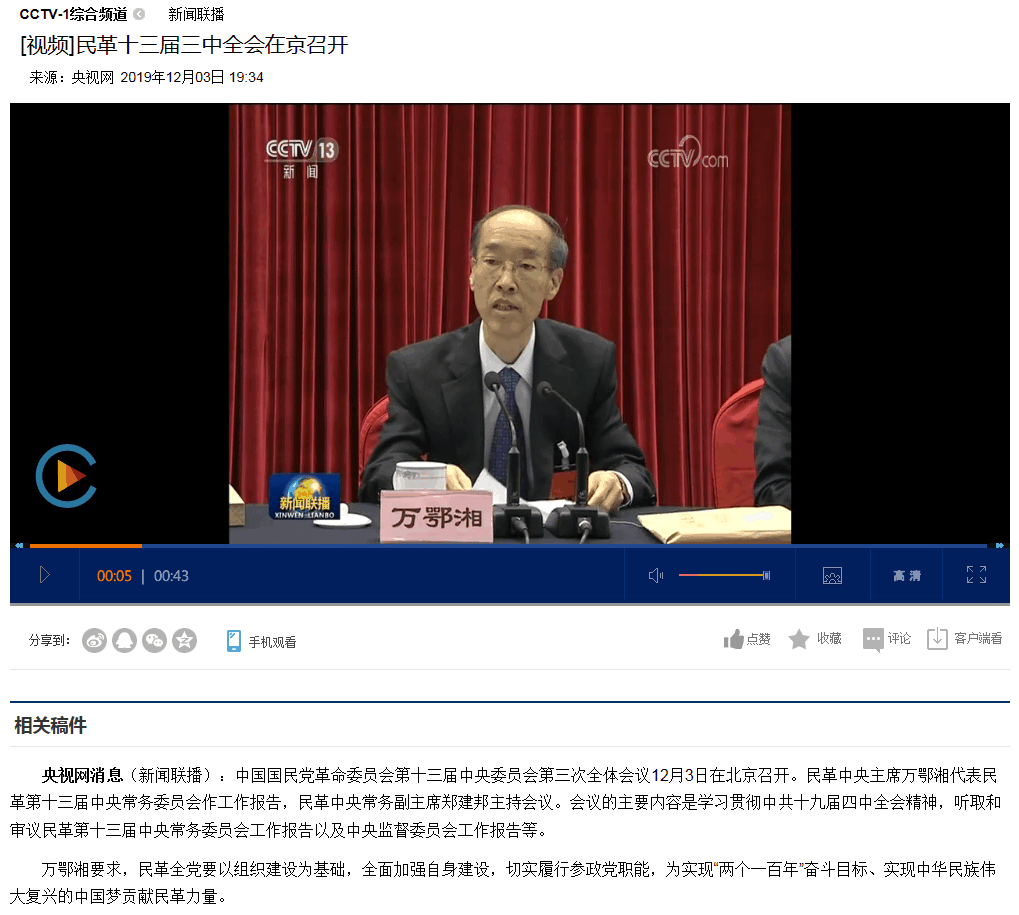 CCTV-1综合频道 新闻联播
[视频]民革十三届三中全会在京召开
来源：央视网 2019年12月03日 19:34
CCTV 13
新闻
CCTV.com
新闻联播
XINWEN LIANBO
万鄂湘
00:05 | 00:43
高清
分享到：
手机观看
点赞
收藏
评论
客户端看
相关稿件
央视网消息（新闻联播）：中国国民党革命委员会第十三届中央委员会第三次全体会议12月3日在北京召开。民革中央主席万鄂湘代表民
革第十三届中央常务委员会作工作报告，民革中央常务副主席郑建邦主持会议。会议的主要内容是学习贯彻中共十九届四中全会精神，听取和
审议民革第十三届中央常务委员会工作报告以及中央监督委员会工作报告等。
万鄂湘要求，民革全党要以组织建设为基础，全面加强自身建设，切实履行参政党职能，为实现“两个一百年”奋斗目标、实现中华民族伟
大复兴的中国梦贡献民革力量。